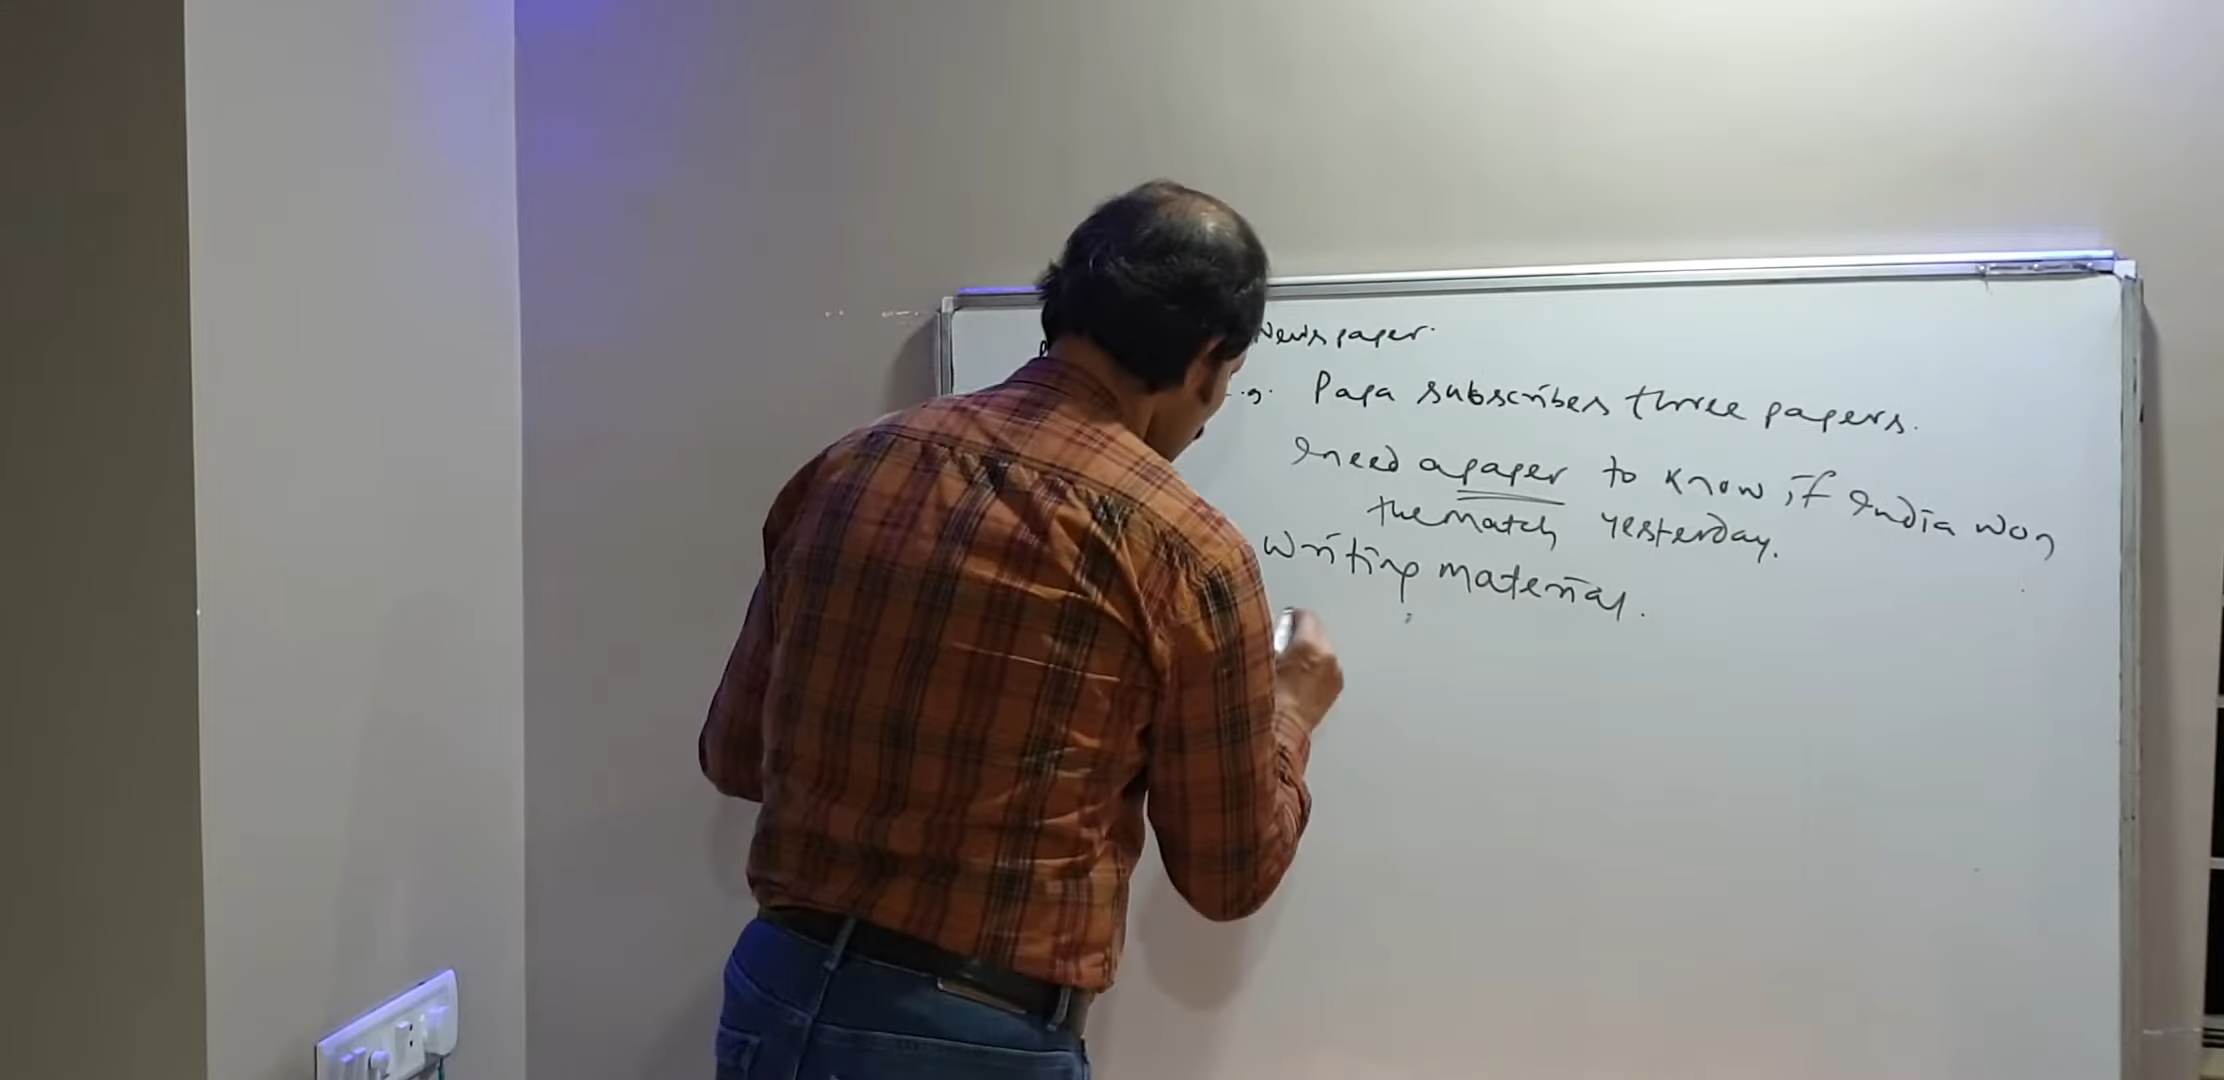 Newspaper.
e.g. Papa subscribes three papers.
I need a paper to know if India won
the match yesterday.
Writing material.